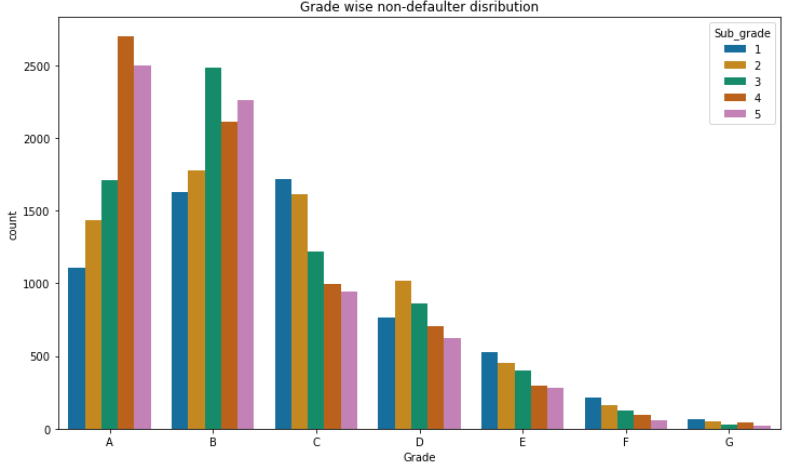 Grade wise non-defaulter disribution
Sub_grade
1
2
3
4
5
2500
2000
1500
1000
500
0
count
A B C D E F G
Grade